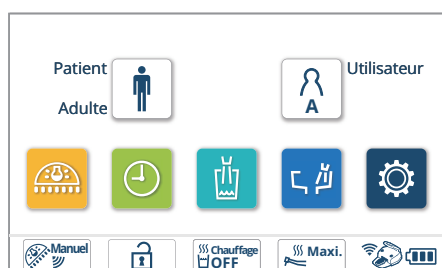 Patient
Utilisateur
Adulte
A
Manuel
Chauffage
OFF
Maxi.